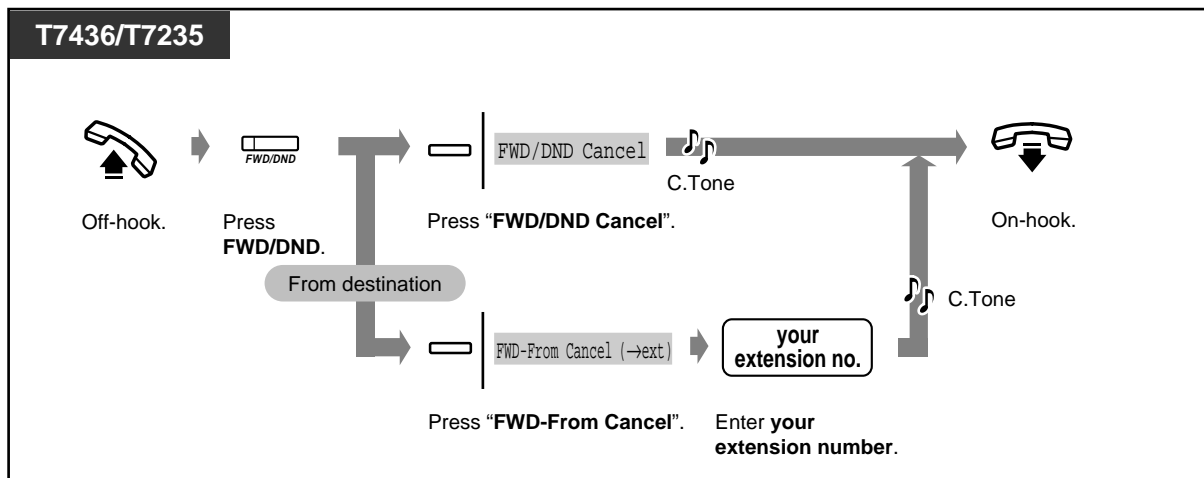 T7436/T7235
FWD/DND
FWD/DND Cancel
C.Tone
Off-hook.
Press
FWD/DND.
Press “FWD/DND Cancel”.
On-hook.
From destination
C.Tone
FWD-From Cancel (→ext)
your
extension no.
Press “FWD-From Cancel”.
Enter your
extension number.